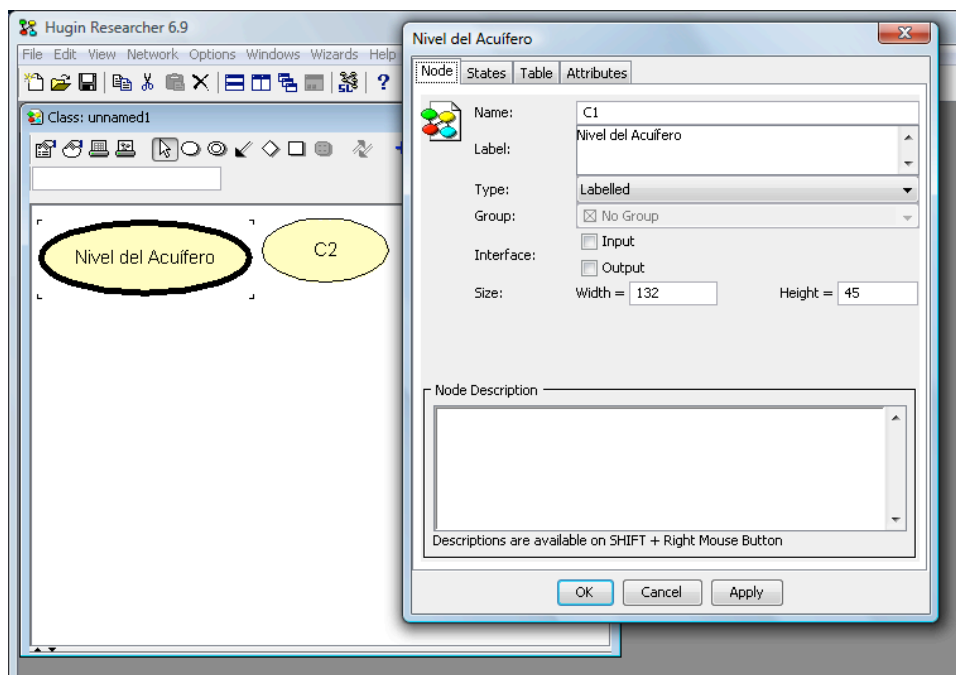 Hugin Researcher 6.9
File Edit View Network Options Windows Wizards Help
?
Class: unnamed1
Nivel del Acuífero
C2
Nivel del Acuífero
Node States Table Attributes
Name: C1
Label: Nivel del Acuífero
Type: Labelled
Group: No Group
Interface: Input
Output
Size: Width = 132 Height = 45
Node Description
Descriptions are available on SHIFT + Right Mouse Button
OK Cancel Apply